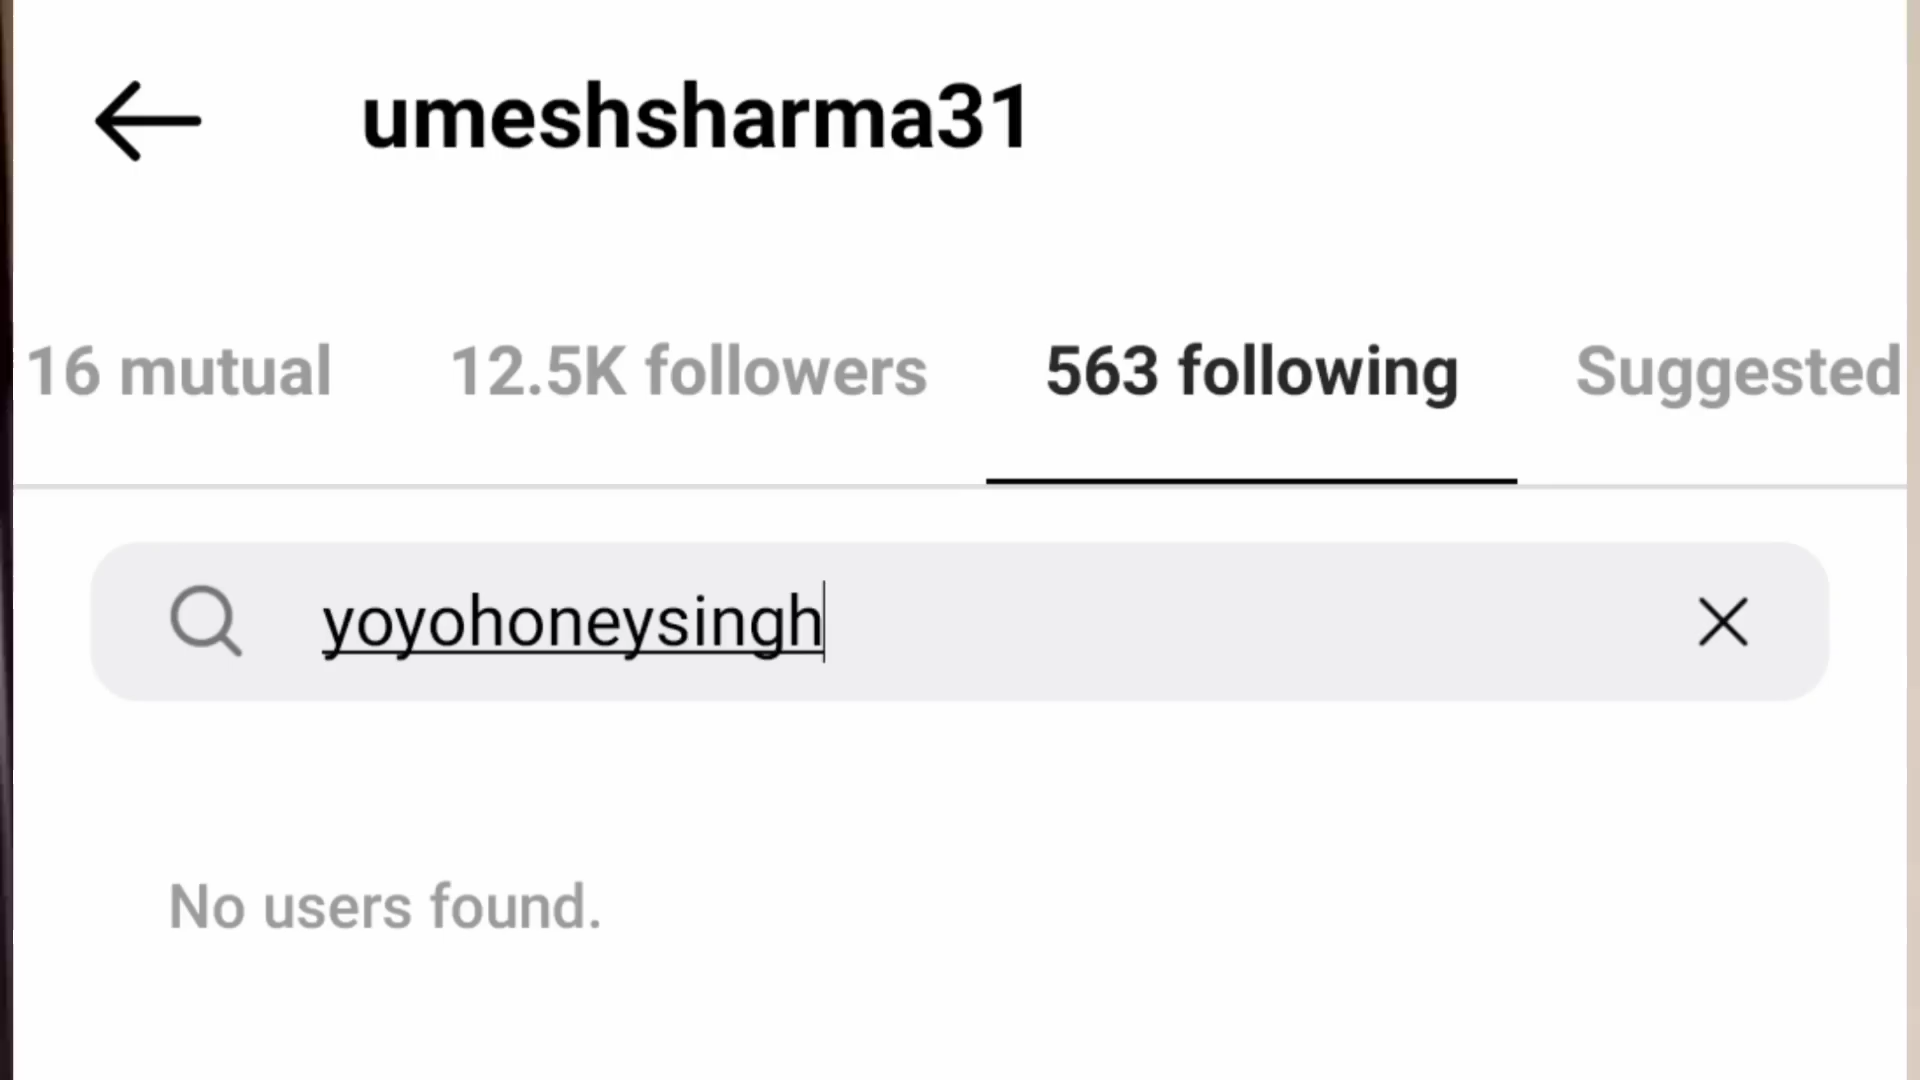 umeshsharma31
16 mutual 12.5K followers 563 following Suggested
yoyohoneysingh
No users found.